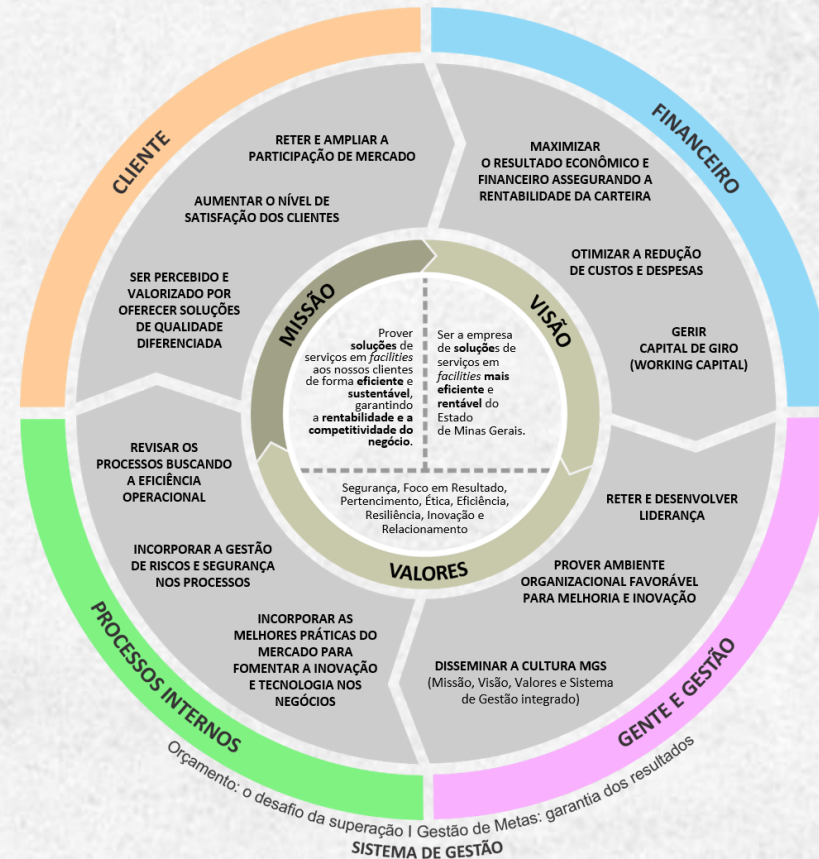 CLIENTE
RETER E AMPLIAR A
PARTICIPAÇÃO DE MERCADO
AUMENTAR O NÍVEL DE
SATISFAÇÃO DOS CLIENTES
SER PERCEBIDO E
VALORIZADO POR
OFERECER SOLUÇÕES
DE QUALIDADE
DIFERENCIADA
FINANCEIRO
MAXIMIZAR
O RESULTADO ECONÔMICO E
FINANCEIRO ASSEGURANDO A
RENTABILIDADE DA CARTEIRA
OTIMIZAR A REDUÇÃO
DE CUSTOS E DESPESAS
GERIR
CAPITAL DE GIRO
(WORKING CAPITAL)
MISSÃO
Prover
soluções de
serviços em facilities
aos nossos clientes
de forma eficiente e
sustentável,
garantindo
a rentabilidade e a
competitividade do
negócio.
VISÃO
Ser a empresa
de soluções de
serviços em
facilities mais
eficiente e
rentável do
Estado
de Minas Gerais.
Segurança, Foco em Resultado,
Pertencimento, Ética, Eficiência,
Resiliência, Inovação e
Relacionamento
VALORES
PROCESSOS INTERNOS
REVISAR OS
PROCESSOS BUSCANDO
A EFICIÊNCIA
OPERACIONAL
INCORPORAR A GESTÃO
DE RISCOS E SEGURANÇA
NOS PROCESSOS
INCORPORAR AS
MELHORES PRÁTICAS DO
MERCADO PARA
FOMENTAR A INOVAÇÃO
E TECNOLOGIA NOS
NEGÓCIOS
GENTE E GESTÃO
RETER E DESENVOLVER
LIDERANÇA
PROVER AMBIENTE
ORGANIZACIONAL FAVORÁVEL
PARA MELHORIA E INOVAÇÃO
DISSEMINAR A CULTURA MGS
(Missão, Visão, Valores e Sistema
de Gestão integrado)
Orçamento: o desafio da superação I Gestão de Metas: garantia dos resultados
SISTEMA DE GESTÃO